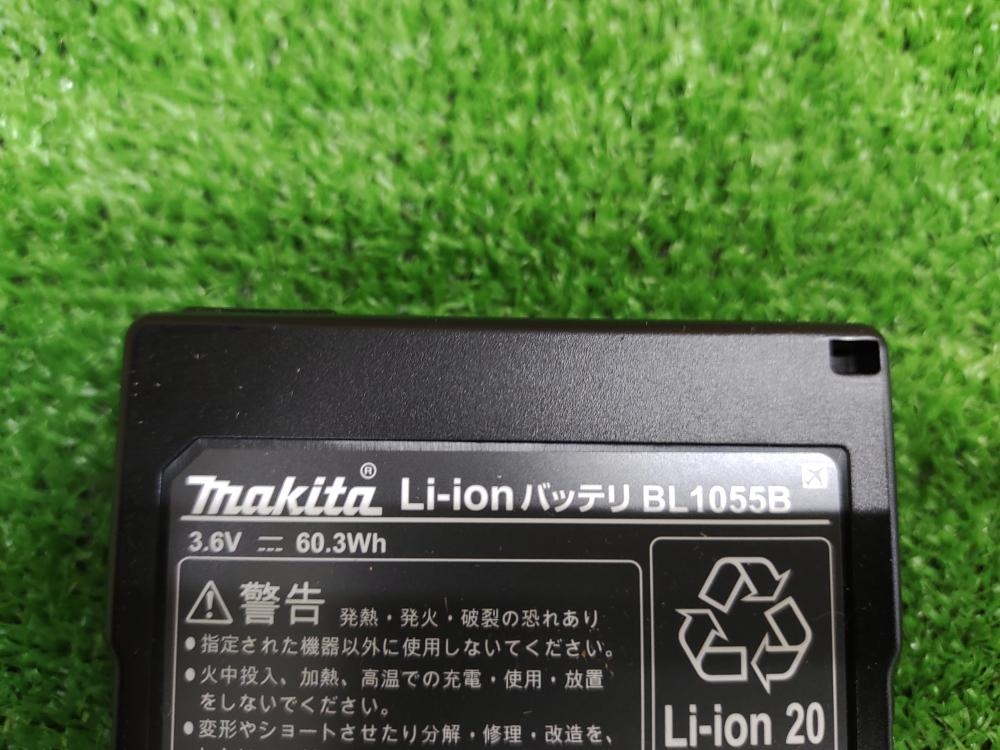 makita® Li-ion バッテリ BL1055B
3.6V ⎓ 60.3Wh
警告 発熱・発火・破裂の恐れあり
●指定された機器以外に使用しないでください。
●火中投入、加熱、高温での充電・使用・放置
をしないでください。
●変形やショートさせたり分解・修理・改造を、
Li-ion 20